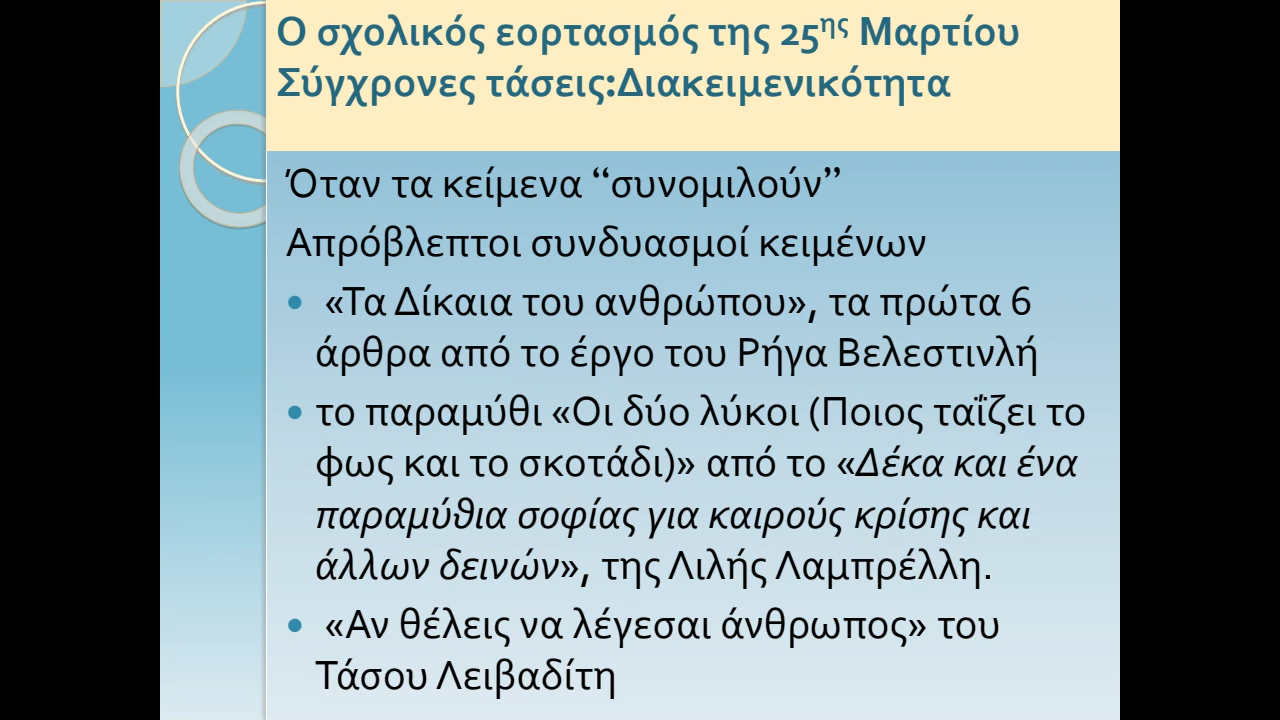 Ο σχολικός εορτασμός της 25ης Μαρτίου
Σύγχρονες τάσεις:Διακειμενικότητα
Όταν τα κείμενα “συνομιλούν”
Απρόβλεπτοι συνδυασμοί κειμένων
• «Τα Δίκαια του ανθρώπου», τα πρώτα 6
άρθρα από το έργο του Ρήγα Βελεστινλή
• το παραμύθι «Οι δύο λύκοι (Ποιος ταΐζει το
φως και το σκοτάδι)» από το «Δέκα και ένα
παραμύθια σοφίας για καιρούς κρίσης και
άλλων δεινών», της Λιλής Λαμπρέλλη.
• «Αν θέλεις να λέγεσαι άνθρωπος» του
Τάσου Λειβαδίτη